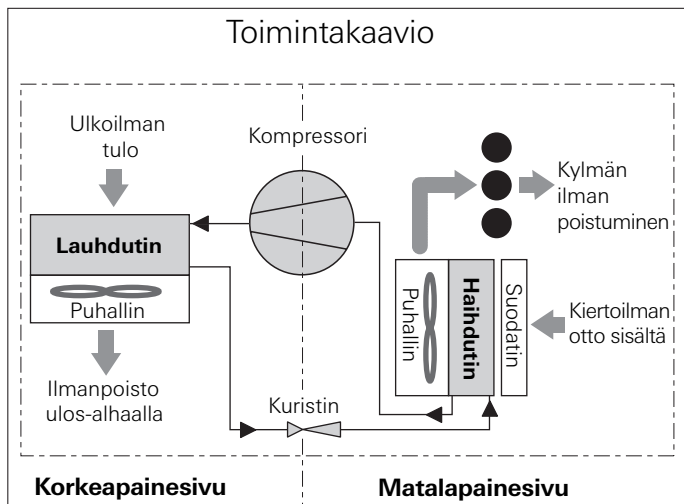 Toimintakaavio
Ulkoilman
tulo
Kompressori
Kylmän
ilman
poistuminen
Lauhdutin
Puhallin
Puhallin
Haihdutin
Suodatin
Kiertoilman
otto sisältä
Ilmanpoisto
ulos-alhaalla
Kuristin
Korkeapainesivu
Matalapainesivu